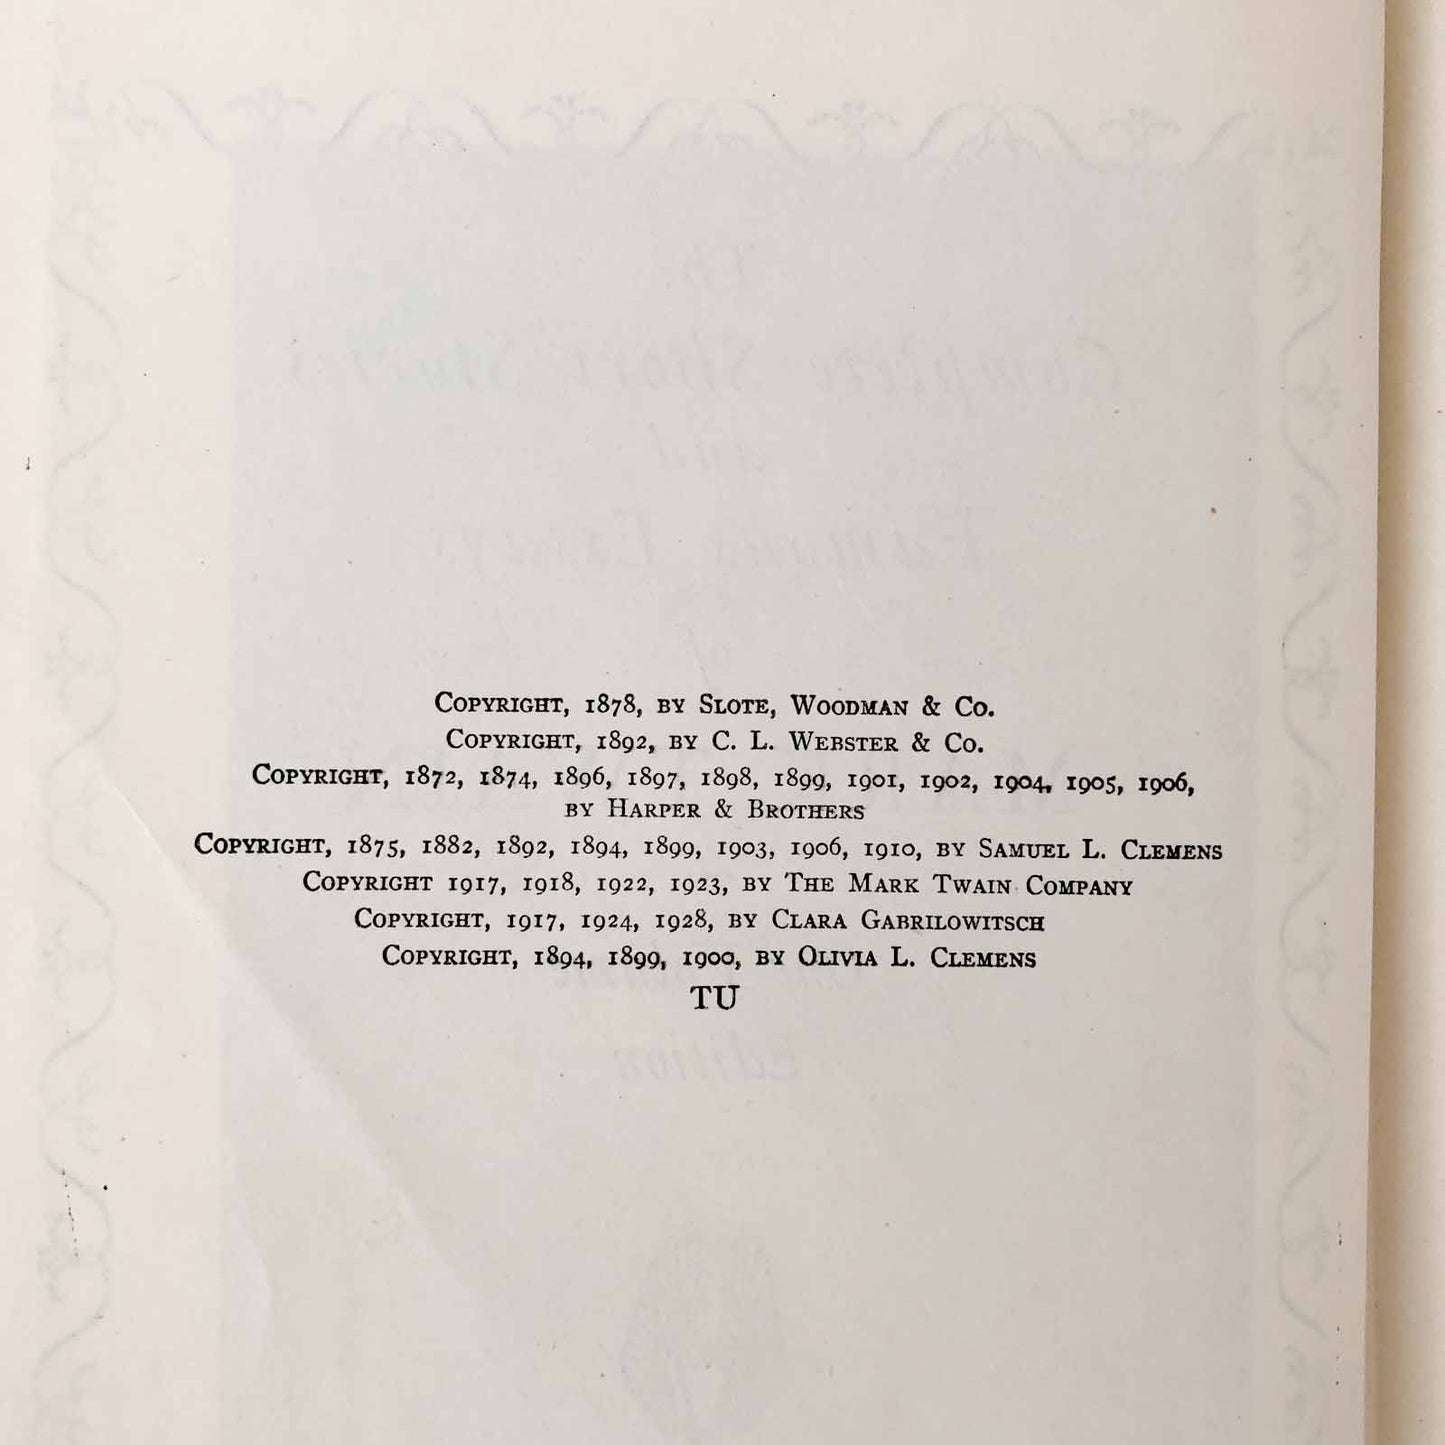 Copyright, 1878, by Slote, Woodman & Co.
Copyright, 1892, by C. L. Webster & Co.
Copyright, 1872, 1874, 1896, 1897, 1898, 1899, 1901, 1902, 1904, 1905, 1906,
by Harper & Brothers
Copyright, 1875, 1882, 1892, 1894, 1899, 1903, 1906, 1910, by Samuel L. Clemens
Copyright 1917, 1918, 1922, 1923, by The Mark Twain Company
Copyright, 1917, 1924, 1928, by Clara Gabrilowitsch
Copyright, 1894, 1899, 1900, by Olivia L. Clemens
TU